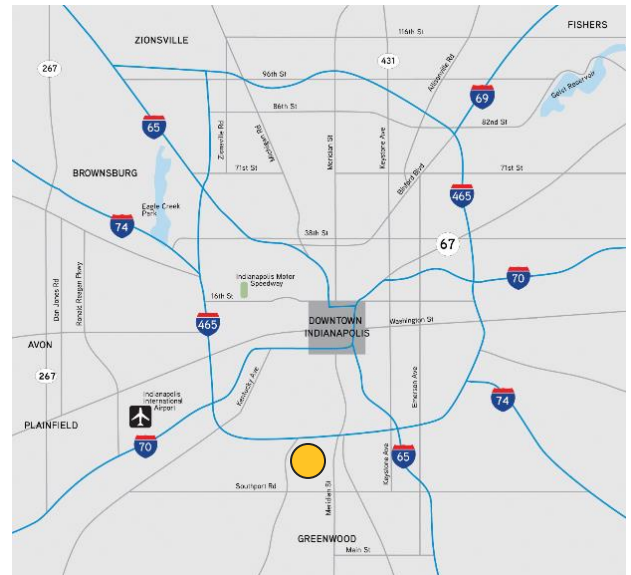 FISHERS
116th St
ZIONSVILLE
431
Allisonville Rd
267
96th St
Geist Reservoir
69
86th St
82nd St
65
Zionsville Rd
Michigan Rd
Meridian St
Keystone Ave
Binford Blvd
71st St
71st St
BROWNSBURG
465
Eagle Creek
Park
74
38th St
67
Indianapolis Motor
Speedway
70
Dan Jones Rd
Ronald Reagan Pkwy
16th St
465
DOWNTOWN
INDIANAPOLIS
Washington St
AVON
267
Kentucky Ave
Emerson Ave
74
Indianapolis
International
Airport
PLAINFIELD
70
65
Keystone Ave
Southport Rd
Meridian St
GREENWOOD
Main St